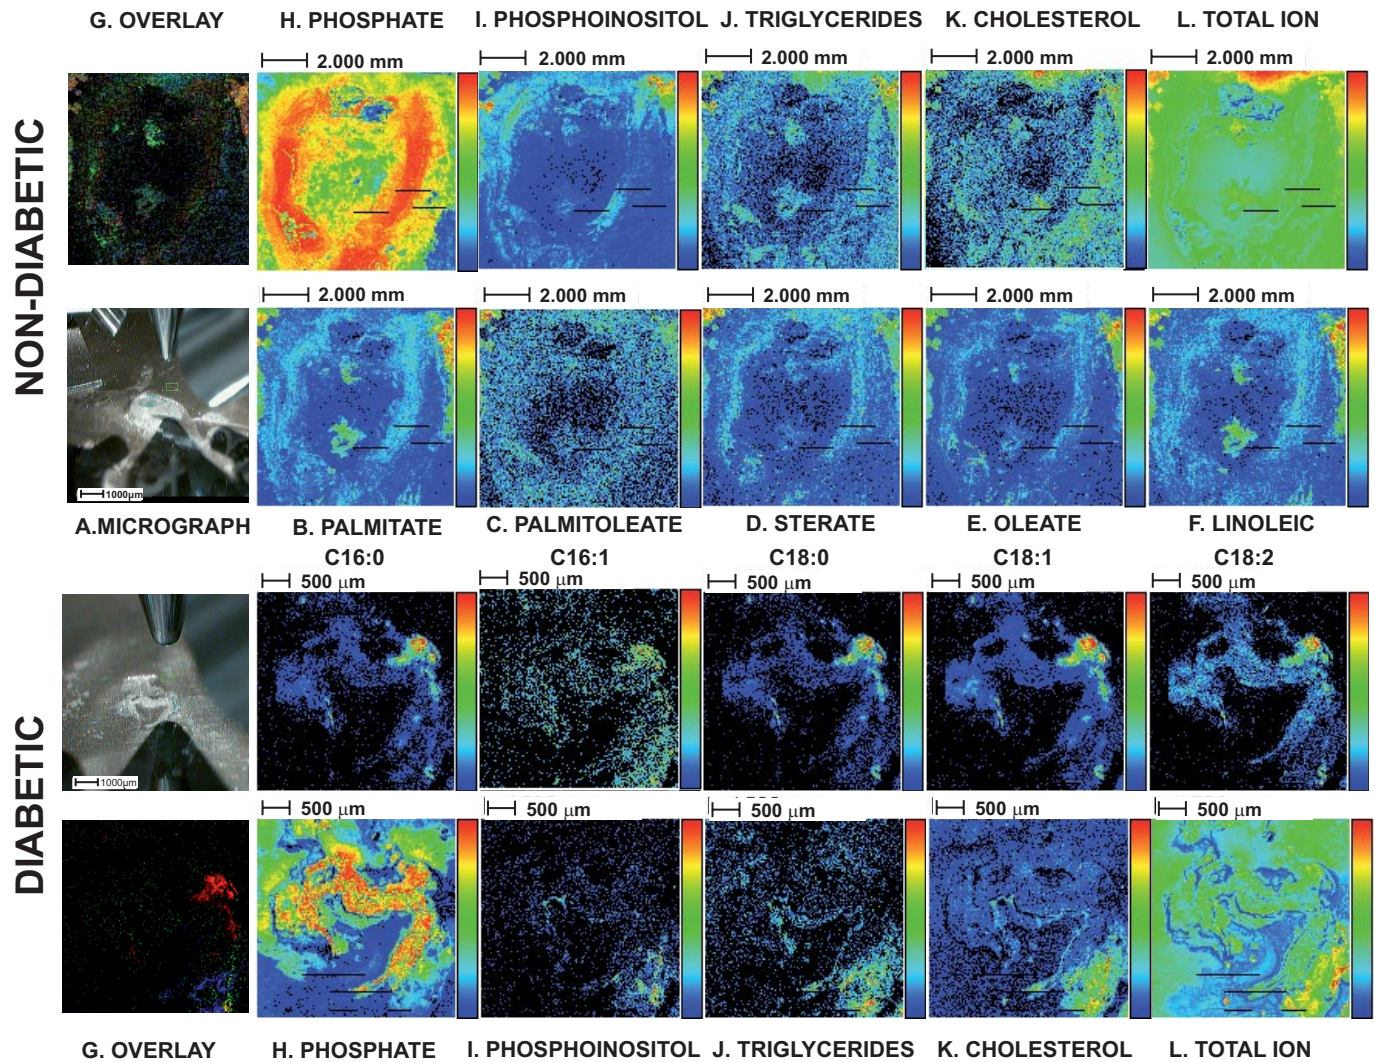 G. OVERLAY H. PHOSPHATE I. PHOSPHOINOSITOL J. TRIGLYCERIDES K. CHOLESTEROL L. TOTAL ION
2.000 mm 2.000 mm 2.000 mm 2.000 mm 2.000 mm
NON-DIABETIC
2.000 mm 2.000 mm 2.000 mm 2.000 mm 2.000 mm
1000µm
A.MICROGRAPH B. PALMITATE C. PALMITOLEATE D. STERATE E. OLEATE F. LINOLEIC
C16:0 C16:1 C18:0 C18:1 C18:2
500 µm 500 µm 500 µm 500 µm 500 µm
DIABETIC
1000µm
500 µm 500 µm 500 µm 500 µm 500 µm
G. OVERLAY H. PHOSPHATE I. PHOSPHOINOSITOL J. TRIGLYCERIDES K. CHOLESTEROL L. TOTAL ION